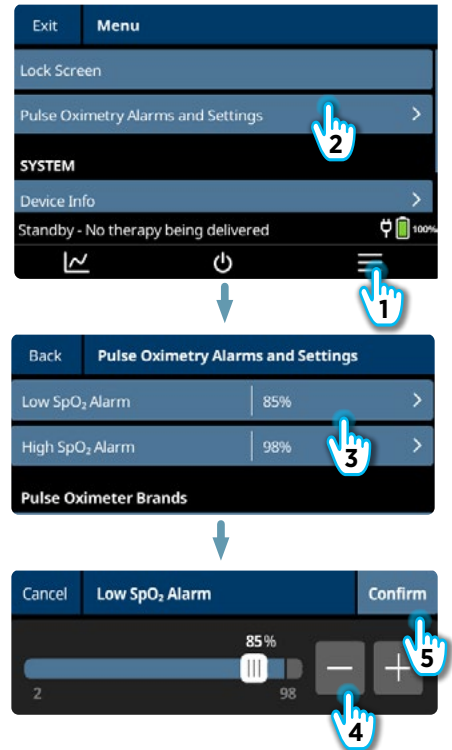 Exit Menu
Lock Screen
Pulse Oximetry Alarms and Settings >
2
SYSTEM
Device Info >
Standby - No therapy being delivered 100%
1
Back Pulse Oximetry Alarms and Settings
Low SpO₂ Alarm 85% >
High SpO₂ Alarm 98% >
3
Pulse Oximeter Brands
Cancel Low SpO₂ Alarm Confirm
5
85%
− +
2 98
4